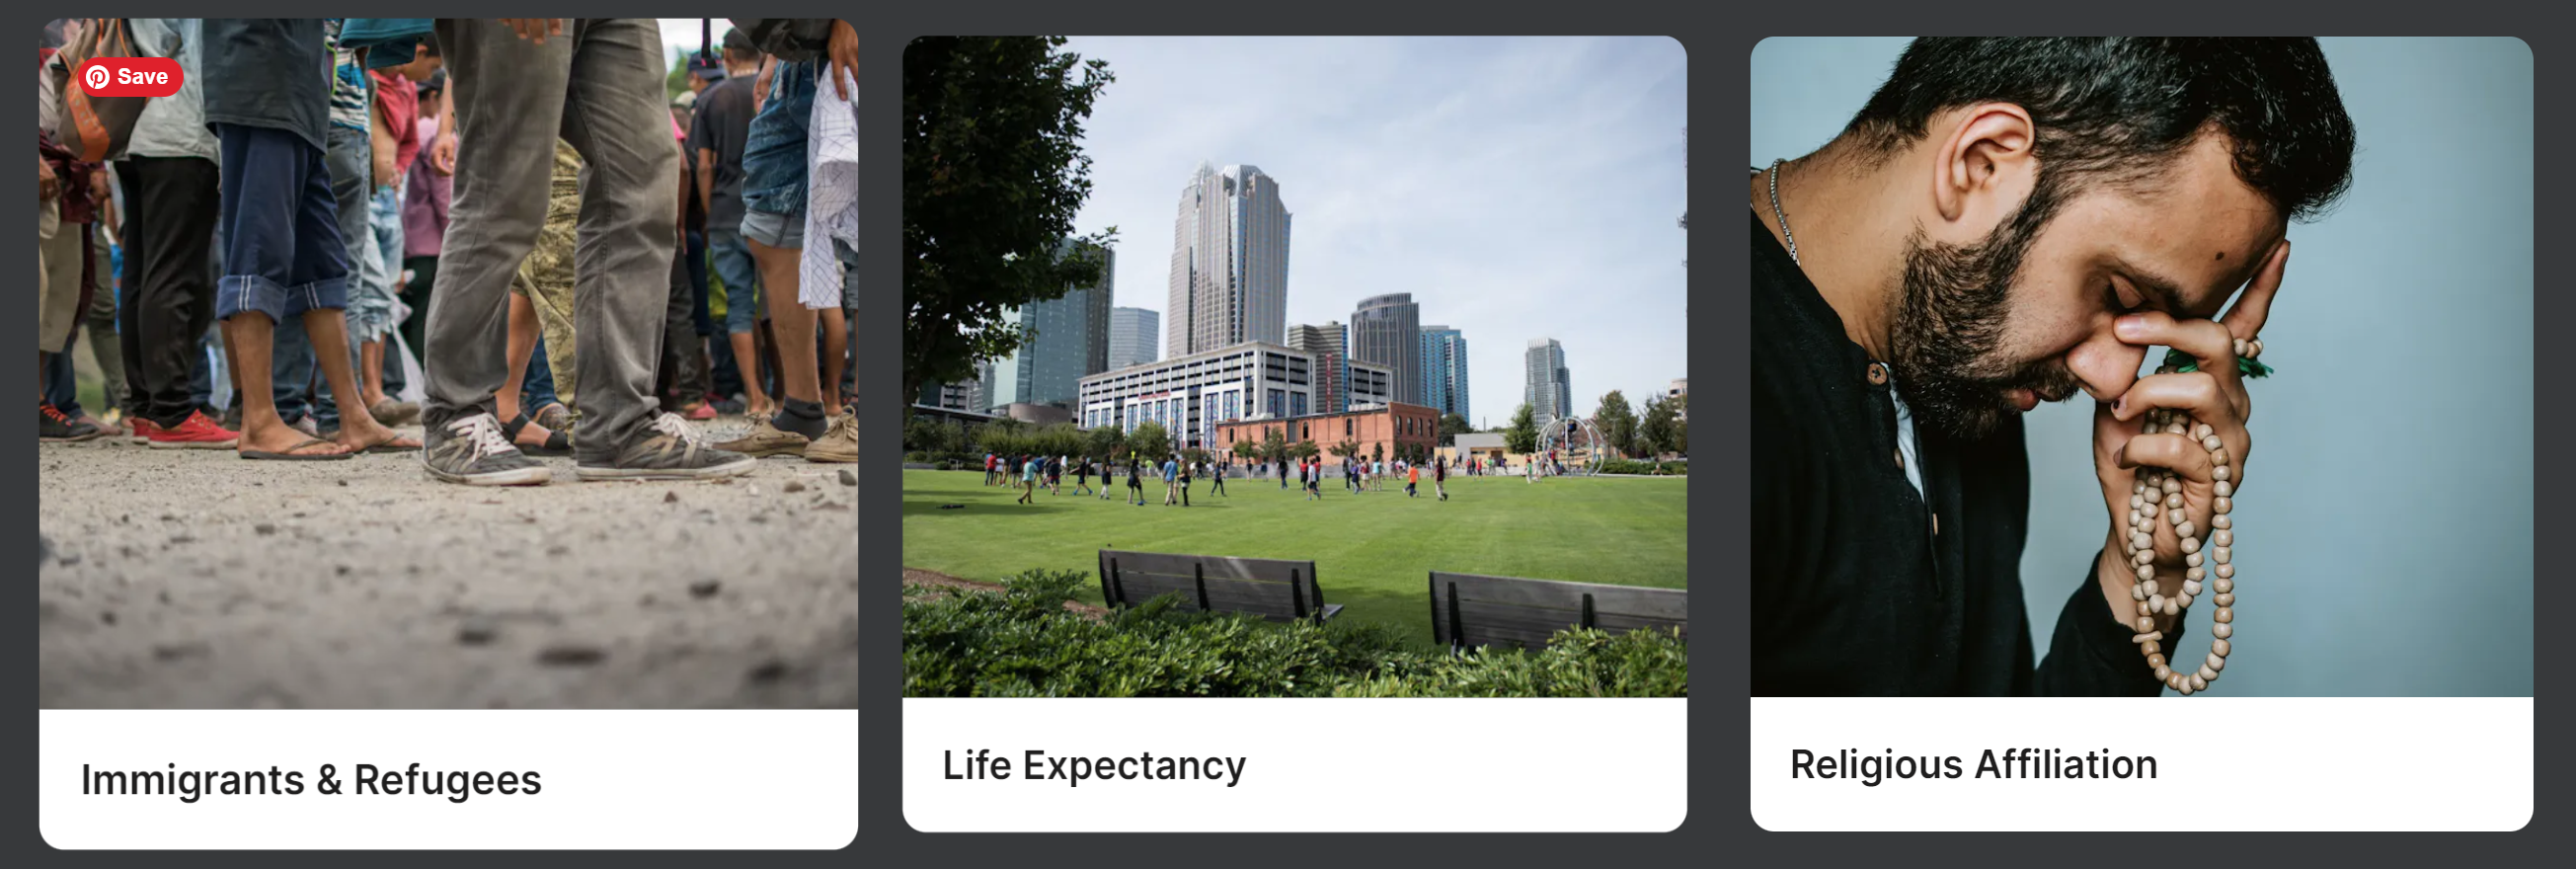 Save
Immigrants & Refugees
Life Expectancy
Religious Affiliation